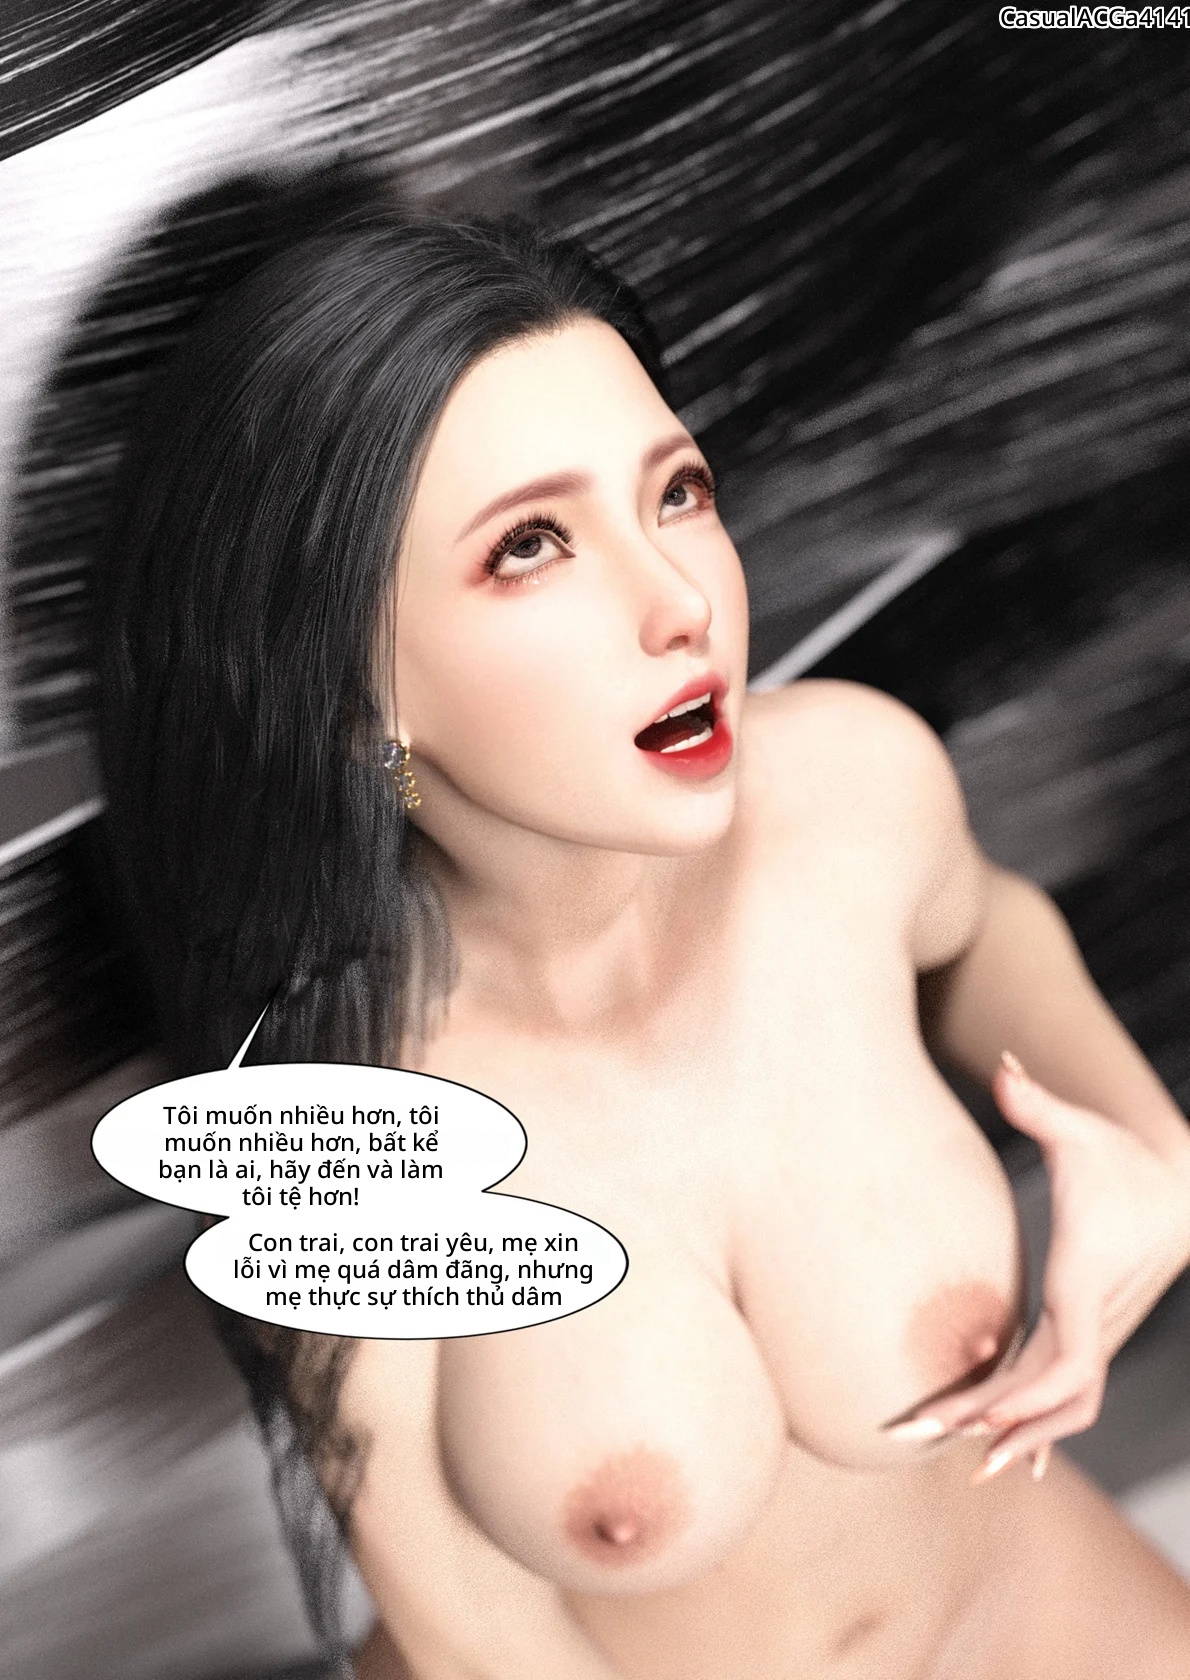 CasualACGa4141
Tôi muốn nhiều hơn, tôi
muốn nhiều hơn, bất kể
bạn là ai, hãy đến và làm
tôi tệ hơn!
Con trai, con trai yêu, mẹ xin
lỗi vì mẹ quá dâm đãng, nhưng
mẹ thực sự thích thủ dâm